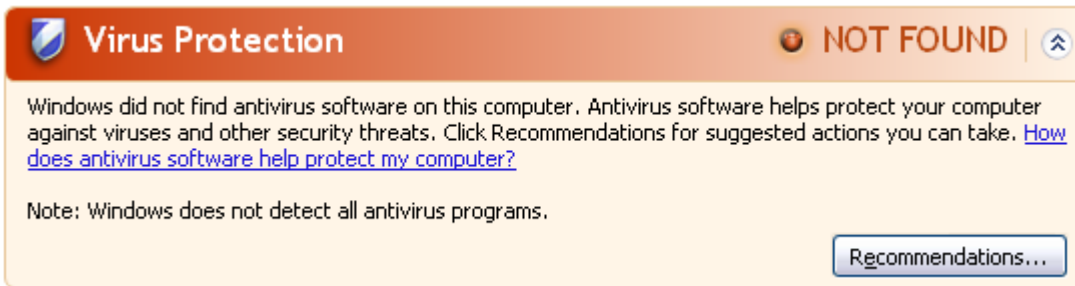 Virus Protection NOT FOUND
Windows did not find antivirus software on this computer. Antivirus software helps protect your computer
against viruses and other security threats. Click Recommendations for suggested actions you can take. How
does antivirus software help protect my computer?
Note: Windows does not detect all antivirus programs.
Recommendations...